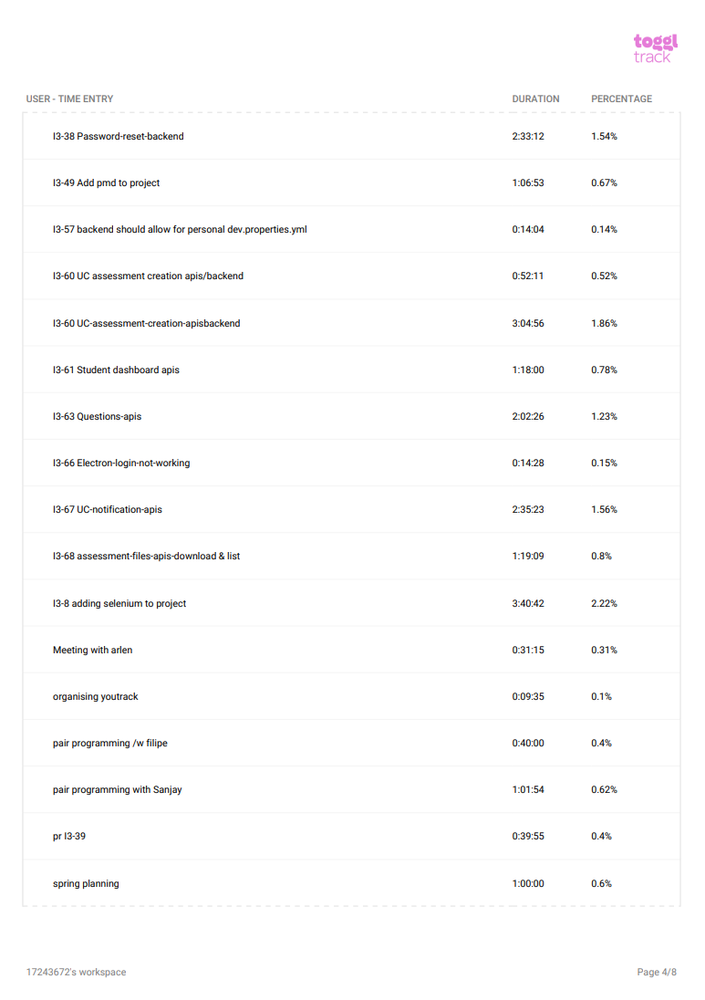 toggl
track
USER - TIME ENTRY DURATION PERCENTAGE
I3-38 Password-reset-backend 2:33:12 1.54%
I3-49 Add pmd to project 1:06:53 0.67%
I3-57 backend should allow for personal dev.properties.yml 0:14:04 0.14%
I3-60 UC assessment creation apis/backend 0:52:11 0.52%
I3-60 UC-assessment-creation-apisbackend 3:04:56 1.86%
I3-61 Student dashboard apis 1:18:00 0.78%
I3-63 Questions-apis 2:02:26 1.23%
I3-66 Electron-login-not-working 0:14:28 0.15%
I3-67 UC-notification-apis 2:35:23 1.56%
I3-68 assessment-files-apis-download & list 1:19:09 0.8%
I3-8 adding selenium to project 3:40:42 2.22%
Meeting with arlen 0:31:15 0.31%
organising youtrack 0:09:35 0.1%
pair programming /w filipe 0:40:00 0.4%
pair programming with Sanjay 1:01:54 0.62%
pr I3-39 0:39:55 0.4%
spring planning 1:00:00 0.6%
17243672's workspace Page 4/8